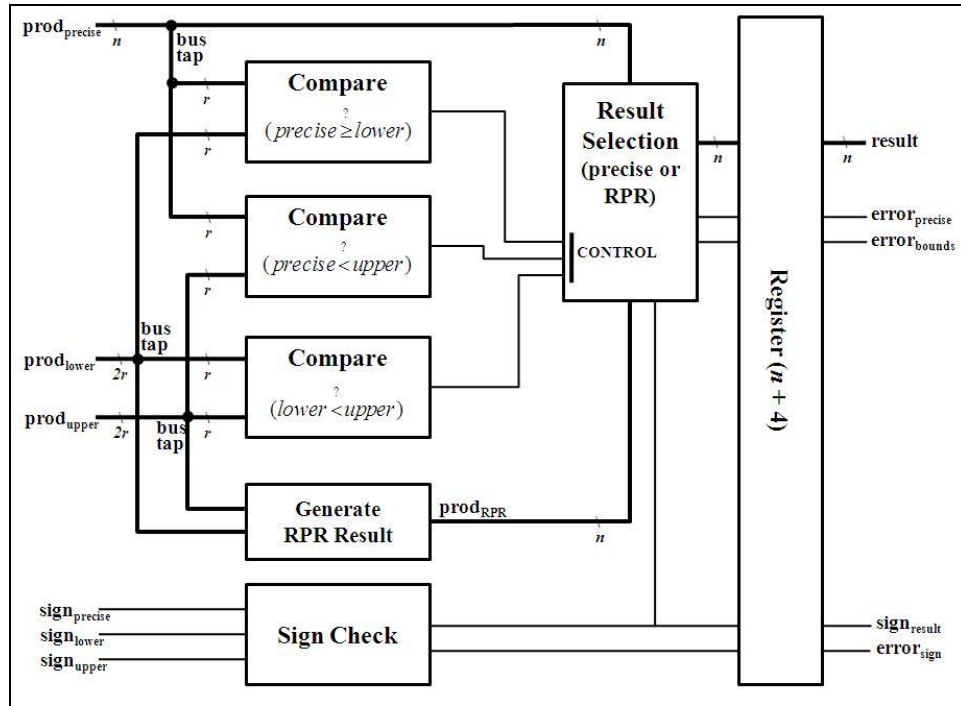 prod_precise
n
bus
tap
n
r
Compare
?
(precise ≥ lower)
r
Result
Selection
(precise or
RPR)
n
n
result
r
Compare
?
(precise < upper)
CONTROL
error_precise
error_bounds
Register (n + 4)
prod_lower
2r
bus
tap
r
Compare
?
(lower < upper)
prod_upper
2r
bus
tap
r
Generate
RPR Result
prod_RPR
n
sign_precise
sign_lower
sign_upper
Sign Check
sign_result
error_sign